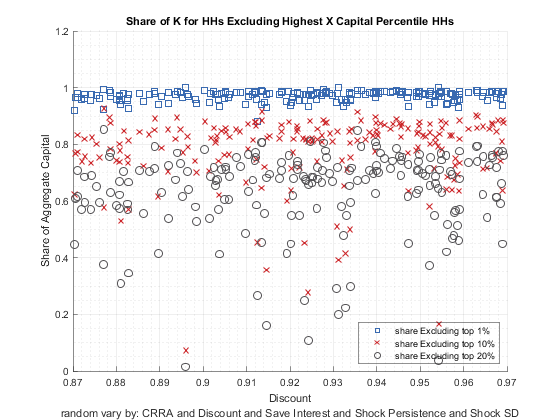 Share of K for HHs Excluding Highest X Capital Percentile HHs
1.2
1
0.8
0.6
0.4
0.2
0
Share of Aggregate Capital
share Excluding top 1%
share Excluding top 10%
share Excluding top 20%
0.87 0.88 0.89 0.9 0.91 0.92 0.93 0.94 0.95 0.96 0.97
Discount
random vary by: CRRA and Discount and Save Interest and Shock Persistence and Shock SD